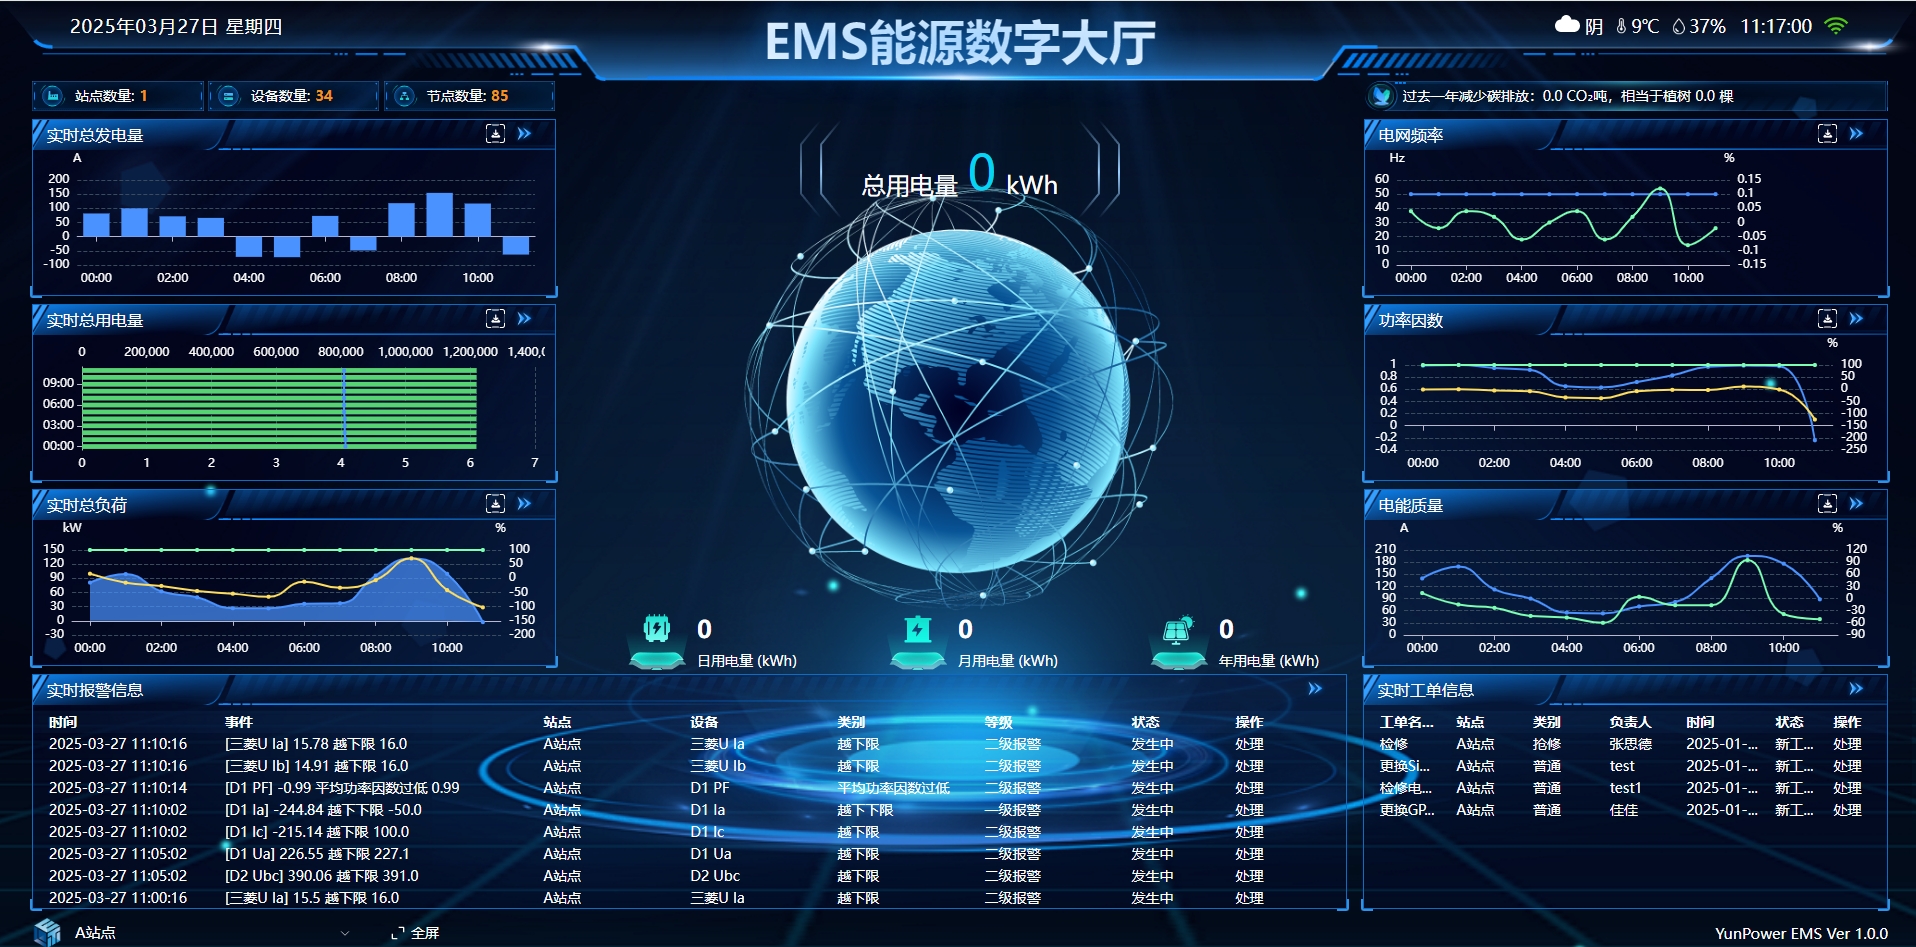 2025年03月27日 星期四
EMS能源数字大厅
阴 9℃ 37% 11:17:00
站点数量: 1 设备数量: 34 节点数量: 85
过去一年减少碳排放：0.0 CO₂吨，相当于植树 0.0 棵
实时总发电量
A
200
150
100
50
0
-50
-100
00:00 02:00 04:00 06:00 08:00 10:00
实时总用电量
0 200,000 400,000 600,000 800,000 1,000,000 1,200,000 1,400,0
09:00
06:00
03:00
00:00
0 1 2 3 4 5 6 7
实时总负荷
kW %
150 100
120 50
90 0
60 -50
30 -100
0 -150
-30 -200
00:00 02:00 04:00 06:00 08:00 10:00
总用电量 0 kWh
0 日用电量 (kWh)
0 月用电量 (kWh)
0 年用电量 (kWh)
电网频率
Hz %
60 0.15
50 0.1
40 0.05
30 0
20 -0.05
10 -0.1
0 -0.15
00:00 02:00 04:00 06:00 08:00 10:00
功率因数
%
1 100
0.8 50
0.6 0
0.4 -50
0.2 -100
0 -150
-0.2 -200
-0.4 -250
00:00 02:00 04:00 06:00 08:00 10:00
电能质量
A %
210 120
180 90
150 60
120 30
90 0
60 -30
30 -60
0 -90
00:00 02:00 04:00 06:00 08:00 10:00
实时报警信息
时间 事件 站点 设备 类别 等级 状态 操作
2025-03-27 11:10:16 [三菱U Ia] 15.78 越下限 16.0 A站点 三菱U Ia 越下限 二级报警 发生中 处理
2025-03-27 11:10:16 [三菱U Ib] 14.91 越下限 16.0 A站点 三菱U Ib 越下限 二级报警 发生中 处理
2025-03-27 11:10:14 [D1 PF] -0.99 平均功率因数过低 0.99 A站点 D1 PF 平均功率因数过低 二级报警 发生中 处理
2025-03-27 11:10:02 [D1 Ia] -244.84 越下下限 -50.0 A站点 D1 Ia 越下下限 一级报警 发生中 处理
2025-03-27 11:10:02 [D1 Ic] -215.14 越下限 100.0 A站点 D1 Ic 越下限 二级报警 发生中 处理
2025-03-27 11:05:02 [D1 Ua] 226.55 越下限 227.1 A站点 D1 Ua 越下限 二级报警 发生中 处理
2025-03-27 11:05:02 [D2 Ubc] 390.06 越下限 391.0 A站点 D2 Ubc 越下限 二级报警 发生中 处理
2025-03-27 11:00:16 [三菱U Ia] 15.5 越下限 16.0 A站点 三菱U Ia 越下限 二级报警 发生中 处理
实时工单信息
工单名... 站点 类别 负责人 时间 状态 操作
检修 A站点 抢修 张思德 2025-01-... 新工... 处理
更换Si... A站点 普通 test 2025-01-... 新工... 处理
检修电... A站点 普通 test1 2025-01-... 新工... 处理
更换GP... A站点 普通 佳佳 2025-01-... 新工... 处理
A站点 全屏
YunPower EMS Ver 1.0.0